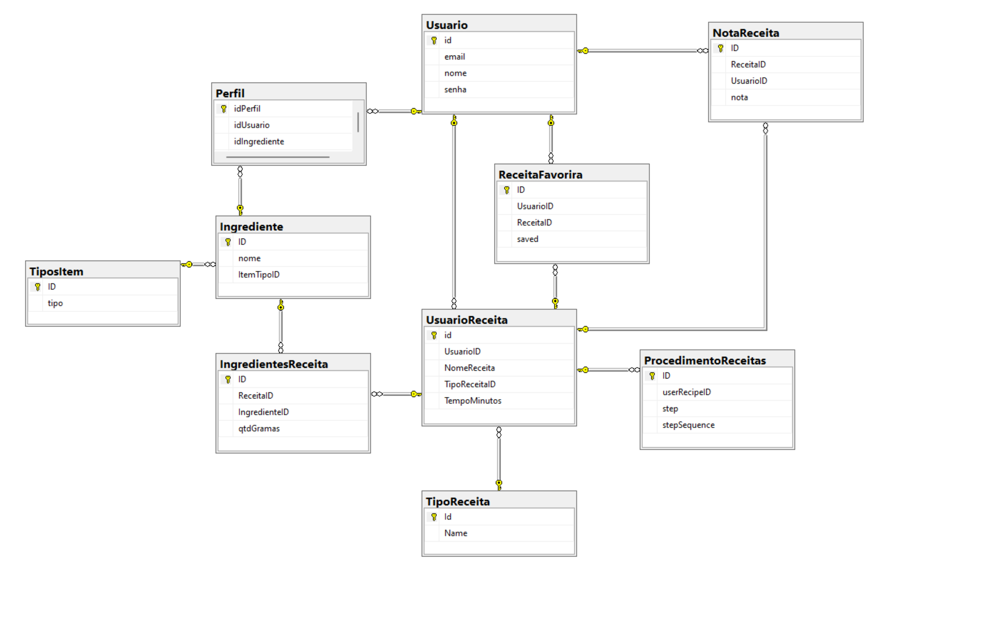 Usuario
id
email
nome
senha
NotaReceita
ID
ReceitaID
UsuarioID
nota
Perfil
idPerfil
idUsuario
idIngrediente
ReceitaFavorira
ID
UsuarioID
ReceitaID
saved
Ingrediente
ID
nome
ItemTipoID
TiposItem
ID
tipo
UsuarioReceita
id
UsuarioID
NomeReceita
TipoReceitaID
TempoMinutos
IngredientesReceita
ID
ReceitaID
IngredienteID
qtdGramas
ProcedimentoReceitas
ID
userRecipeID
step
stepSequence
TipoReceita
Id
Name